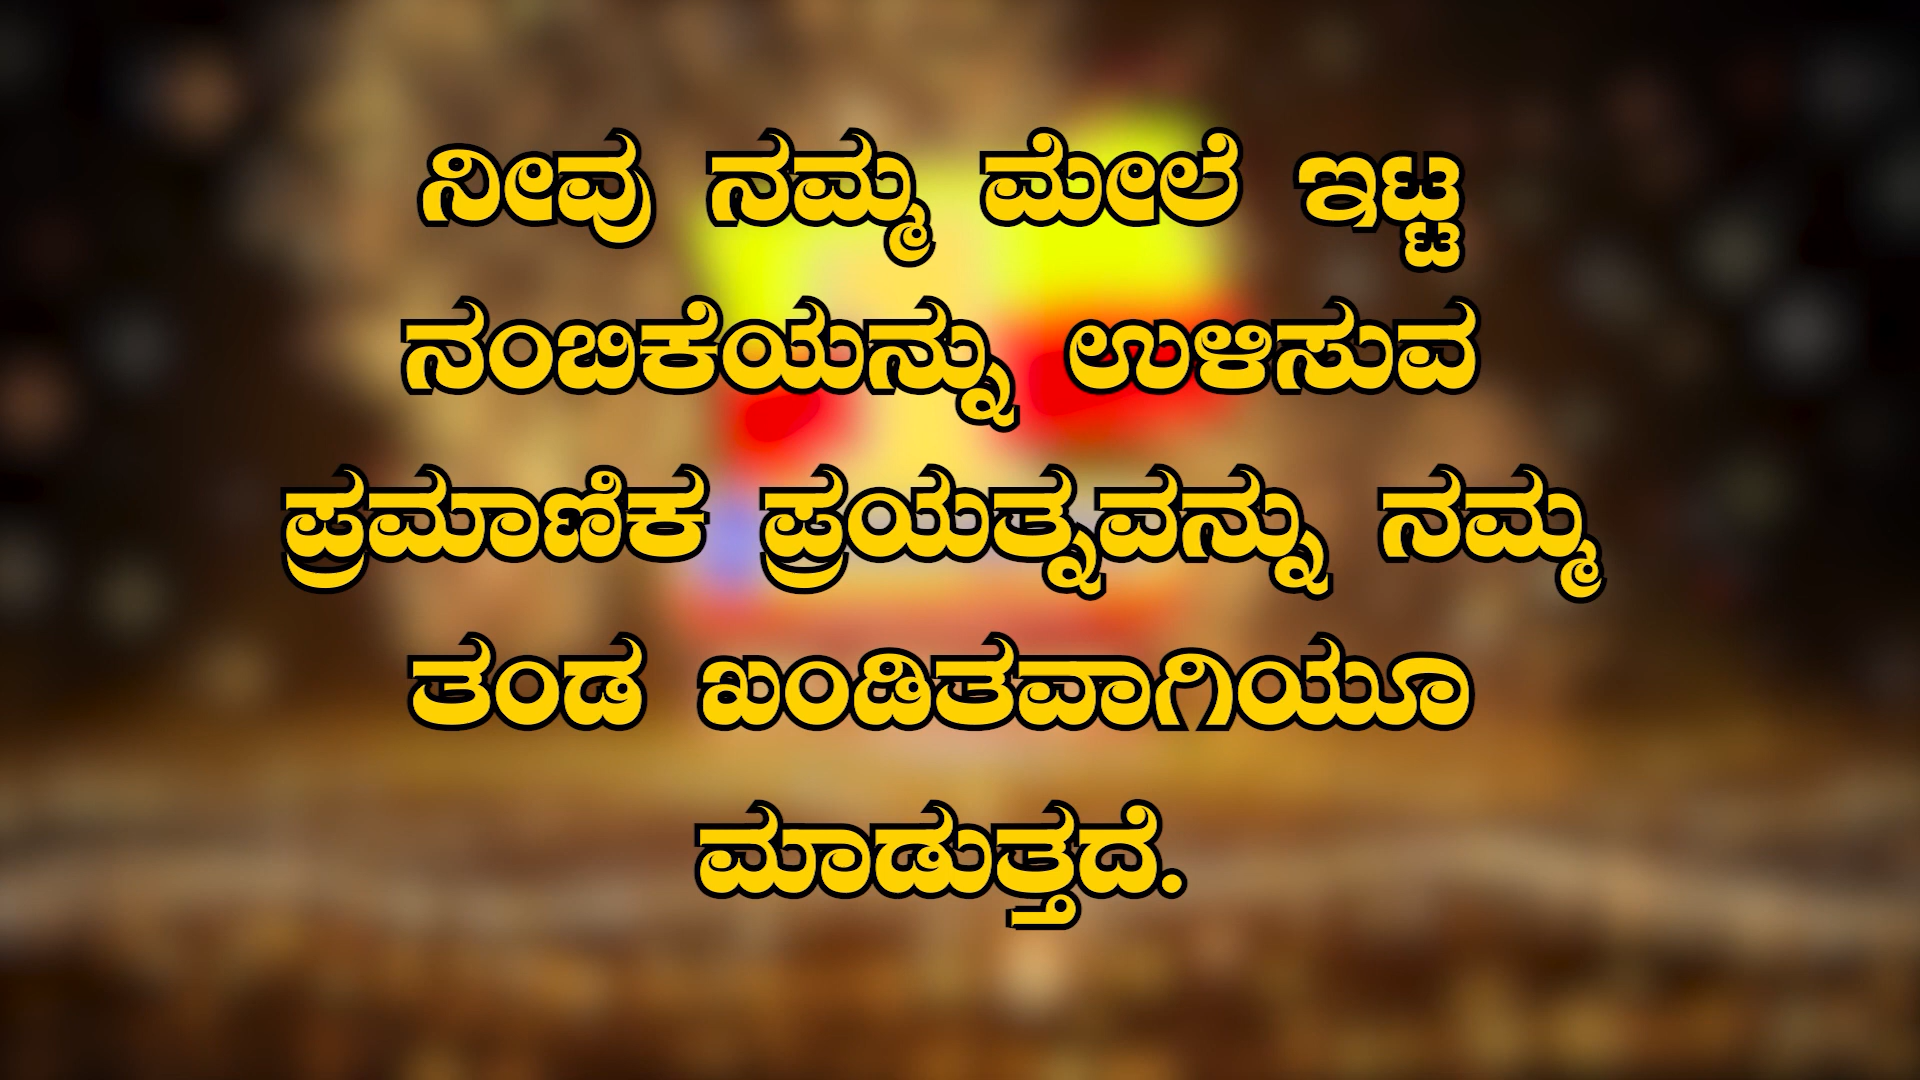 ನೀವು ನಮ್ಮ ಮೇಲೆ ಇಟ್ಟ
ನಂಬಿಕೆಯನ್ನು ಉಳಿಸುವ
ಪ್ರಮಾಣಿಕ ಪ್ರಯತ್ನವನ್ನು ನಮ್ಮ
ತಂಡ ಖಂಡಿತವಾಗಿಯೂ
ಮಾಡುತ್ತದೆ.